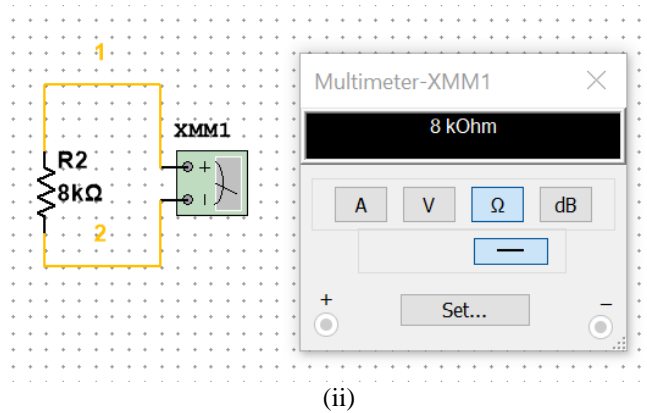 1
XMM1
R2
8kΩ
2
Multimeter-XMM1
8 kOhm
A V Ω dB
+ Set... −
(ii)